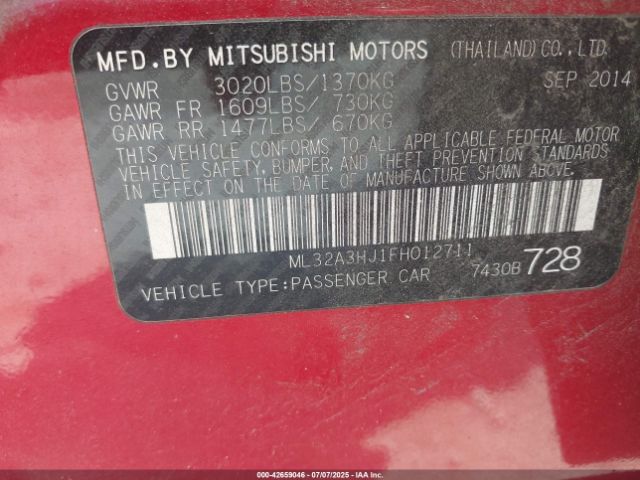 MFD.BY MITSUBISHI MOTORS (THAILAND) CO.,LTD.
GVWR 3020LBS/1370KG SEP 2014
GAWR FR 1609LBS/ 730KG
GAWR RR 1477LBS/ 670KG
THIS VEHICLE CONFORMS TO ALL APPLICABLE FEDERAL MOTOR
VEHICLE SAFETY, BUMPER, AND THEFT PREVENTION STANDARDS
IN EFFECT ON THE DATE OF MANUFACTURE SHOWN ABOVE.
ML32A3HJ1FH012711
VEHICLE TYPE:PASSENGER CAR 7430B 728
000-42659046 - 07/07/2025 - IAAI.com